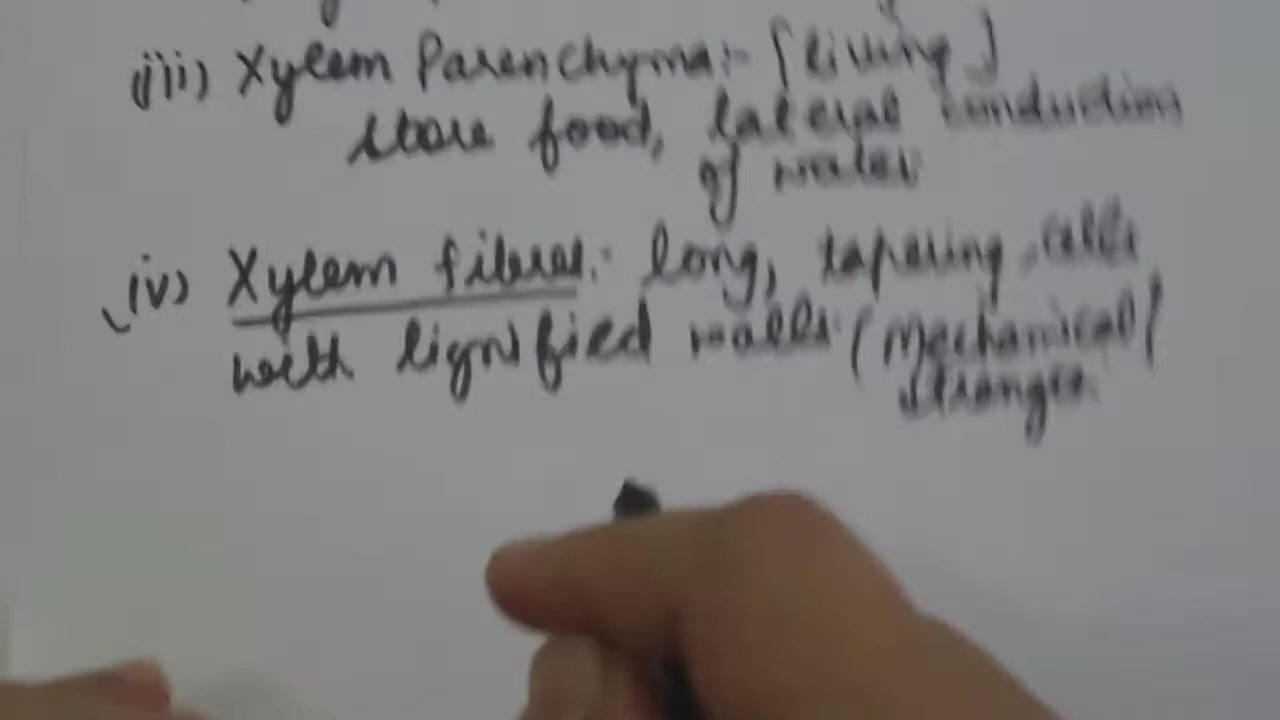 (iii) Xylem Parenchyma:- [living]
store food, lateral conduction
of water
(iv) Xylem fibres:- long, tapering cells
with lignified walls (Mechanical)